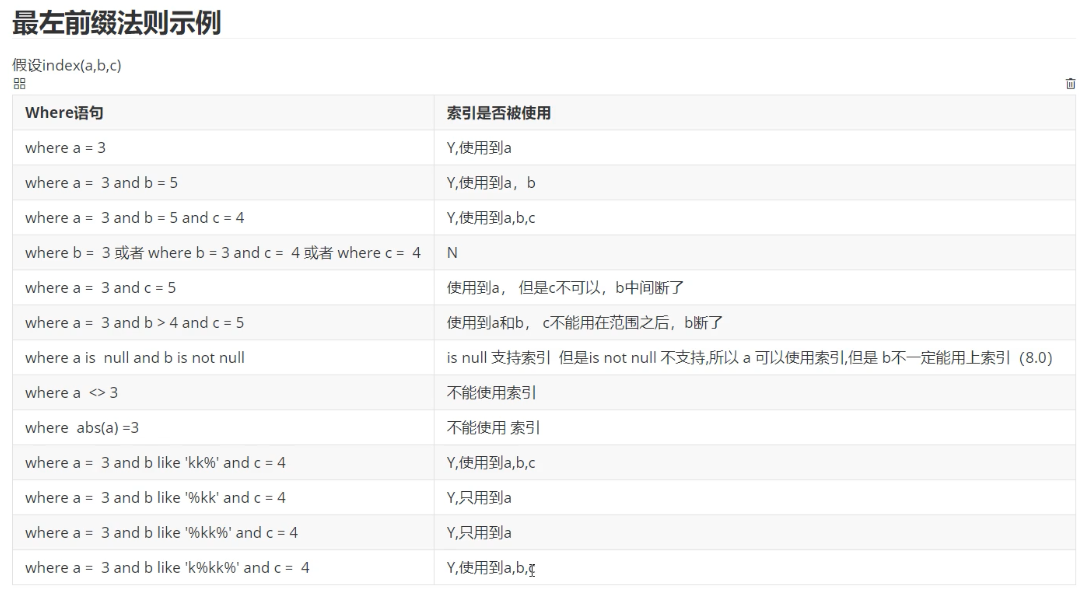 最左前缀法则示例
假设index(a,b,c)
Where语句 索引是否被使用
where a = 3 Y,使用到a
where a =  3 and b = 5 Y,使用到a，b
where a =  3 and b = 5 and c = 4 Y,使用到a,b,c
where b =  3 或者 where b = 3 and c =  4 或者 where c =  4 N
where a =  3 and c = 5 使用到a， 但是c不可以，b中间断了
where a =  3 and b > 4 and c = 5 使用到a和b， c不能用在范围之后，b断了
where a is  null and b is not null is null 支持索引  但是is not null 不支持,所以 a 可以使用索引,但是 b不一定能用上索引（8.0）
where a  <> 3 不能使用索引
where  abs(a) =3 不能使用 索引
where a =  3 and b like 'kk%' and c = 4 Y,使用到a,b,c
where a =  3 and b like '%kk' and c = 4 Y,只用到a
where a =  3 and b like '%kk%' and c = 4 Y,只用到a
where a =  3 and b like 'k%kk%' and c =  4 Y,使用到a,b,c